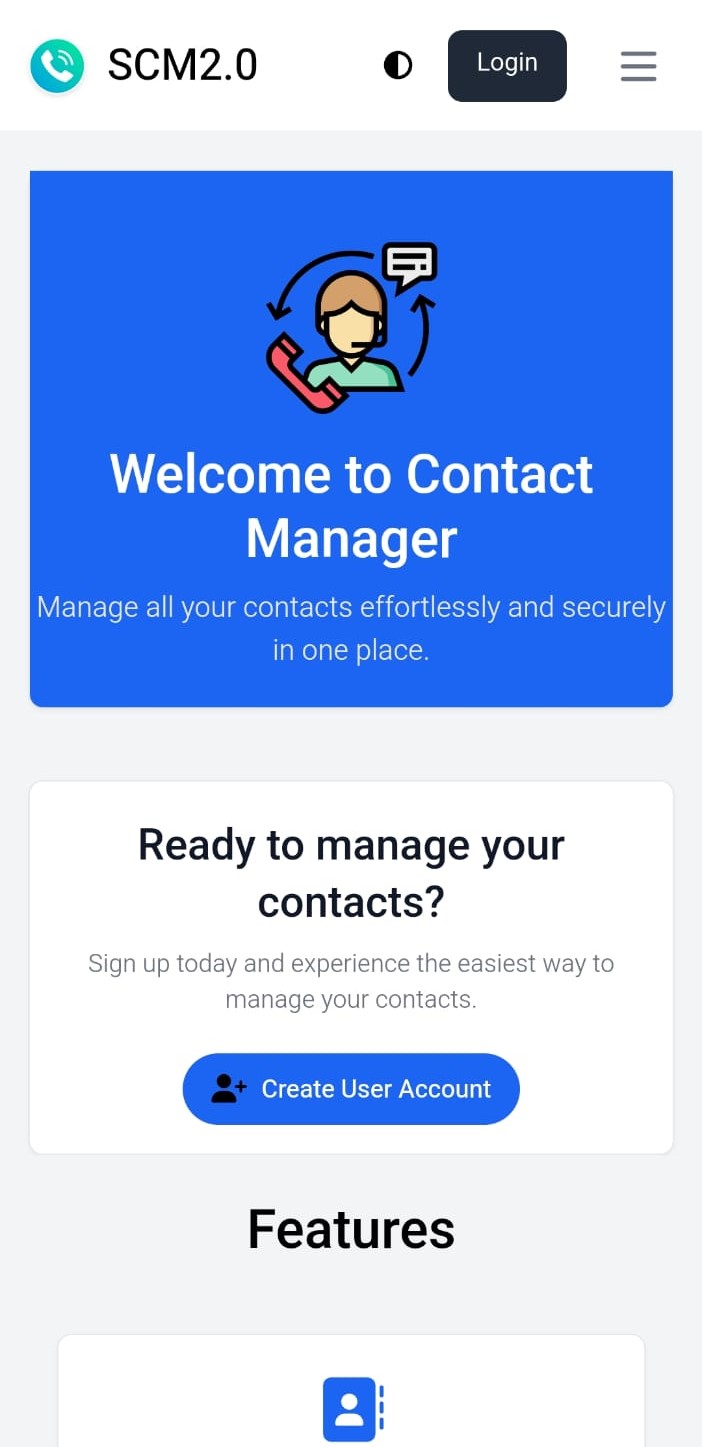 SCM2.0
Login
Welcome to Contact
Manager
Manage all your contacts effortlessly and securely
in one place.
Ready to manage your
contacts?
Sign up today and experience the easiest way to
manage your contacts.
Create User Account
Features